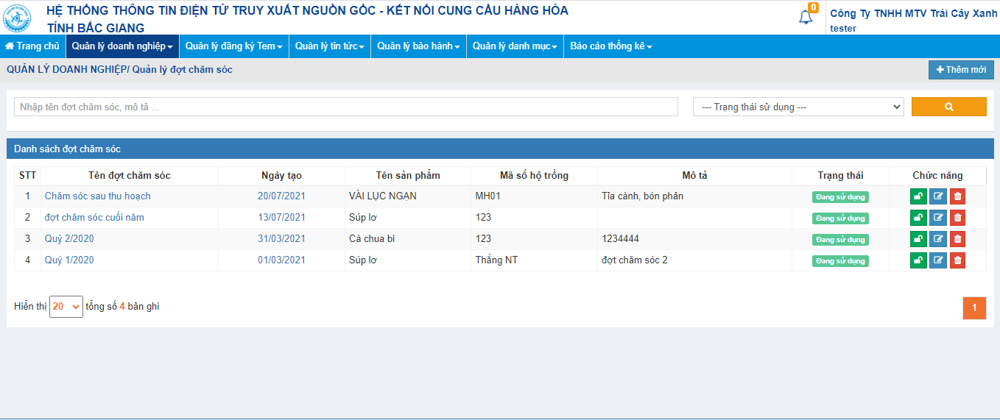 HỆ THỐNG THÔNG TIN ĐIỆN TỬ TRUY XUẤT NGUỒN GỐC - KẾT NỐI CUNG CẦU HÀNG HÓA
TỈNH BẮC GIANG
0
Công Ty TNHH MTV Trái Cây Xanh
tester
Trang chủ Quản lý doanh nghiệp Quản lý đăng ký Tem Quản lý tin tức Quản lý bảo hành Quản lý danh mục Báo cáo thống kê
QUẢN LÝ DOANH NGHIỆP/ Quản lý đợt chăm sóc Thêm mới
Nhập tên đợt chăm sóc, mô tả ... --- Trạng thái sử dụng ---
Danh sách đợt chăm sóc
STT Tên đợt chăm sóc Ngày tạo Tên sản phẩm Mã số hộ trồng Mô tả Trạng thái Chức năng
1 Chăm sóc sau thu hoạch 20/07/2021 VẢI LỤC NGẠN MH01 Tỉa cành, bón phân Đang sử dụng
2 đợt chăm sóc cuối năm 13/07/2021 Súp lơ 123 Đang sử dụng
3 Quý 2/2020 31/03/2021 Cà chua bi 123 1234444 Đang sử dụng
4 Quý 1/2020 01/03/2021 Súp lơ Thắng NT đợt chăm sóc 2 Đang sử dụng
Hiển thị 20 tổng số 4 bản ghi 1